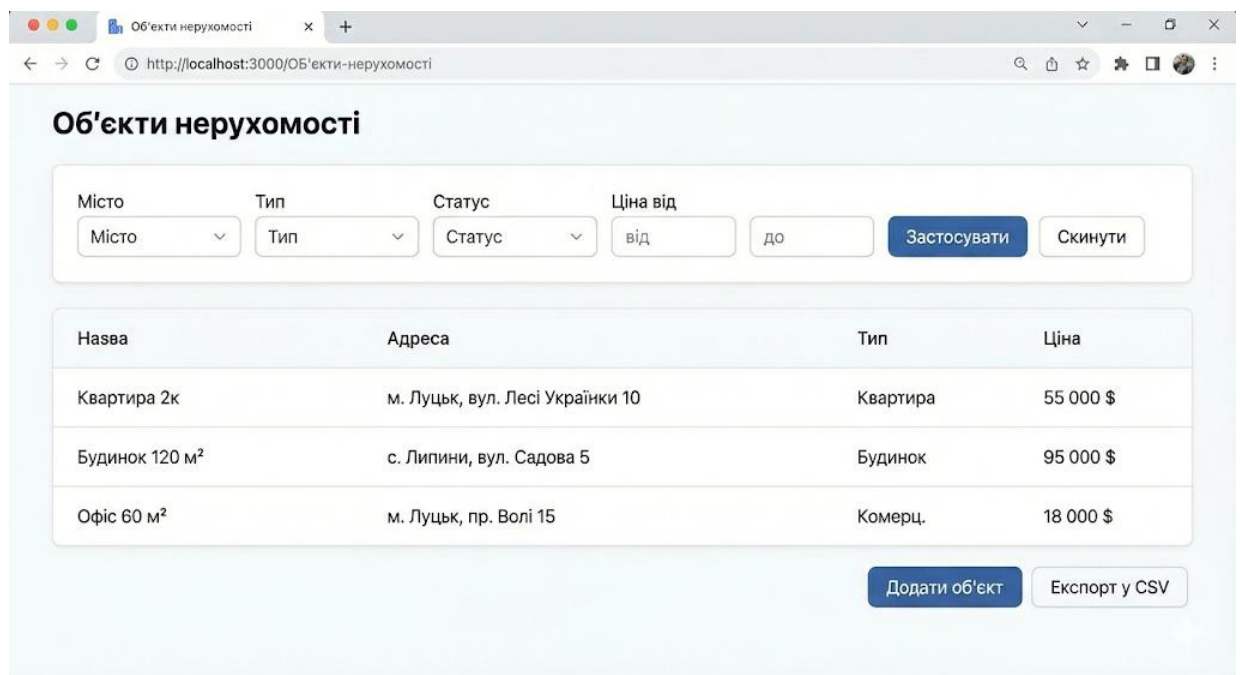 Об'єхти нерухомості
http://localhost:3000/ОБ'єкти-нерухомості
Об'єкти нерухомості
Місто Тип Статус Ціна від
Місто Тип Статус від до Застосувати Скинути
Назва Адреса Тип Ціна
Квартира 2к м. Луцьк, вул. Лесі Українки 10 Квартира 55 000 $
Будинок 120 м² с. Липини, вул. Садова 5 Будинок 95 000 $
Офіс 60 м² м. Луцьк, пр. Волі 15 Комерц. 18 000 $
Додати об'єкт Експорт у CSV